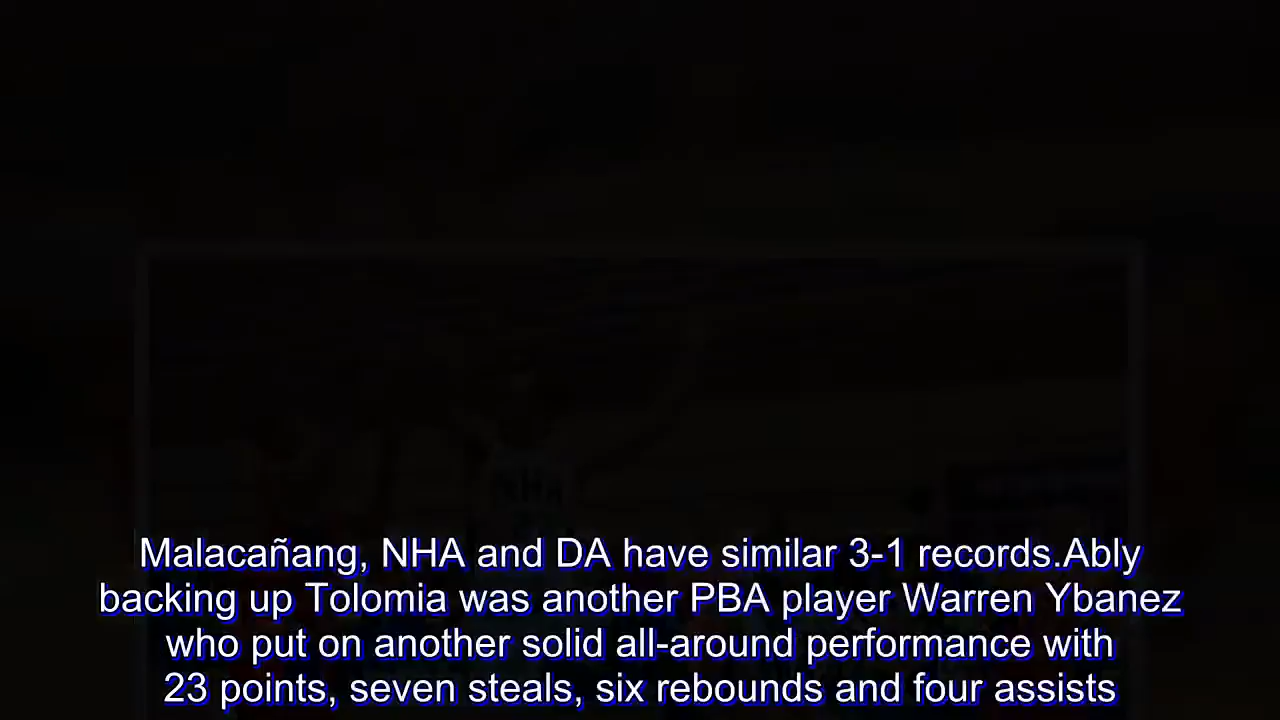 NHA
Malacañang, NHA and DA have similar 3-1 records.Ably
backing up Tolomia was another PBA player Warren Ybanez
who put on another solid all-around performance with
23 points, seven steals, six rebounds and four assists